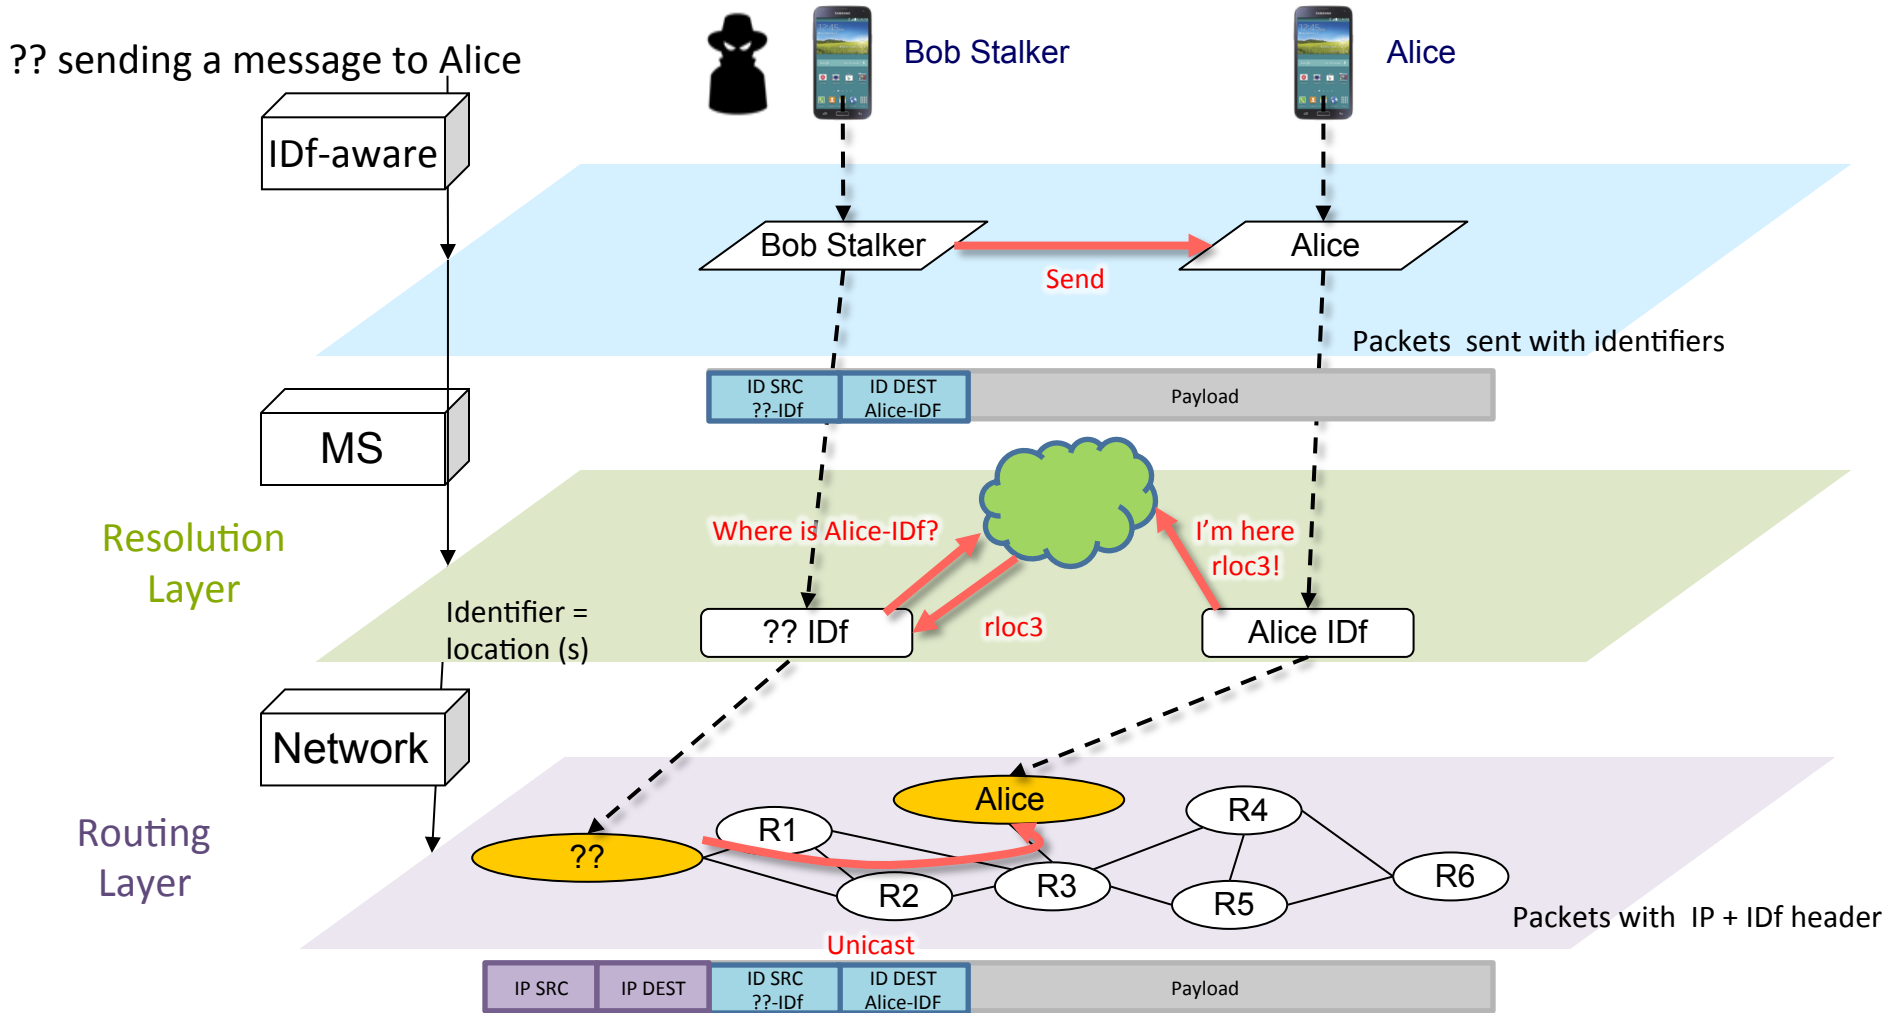 ?? sending a message to Alice
Bob Stalker
Alice
IDf-aware
Bob Stalker
Alice
Send
Packets  sent with identifiers
ID SRC
??-IDf
ID DEST
Alice-IDF
Payload
MS
Resolution
Layer
Where is Alice-IDf?
I'm here
rloc3!
Identifier =
location (s)
?? IDf
rloc3
Alice IDf
Network
Routing
Layer
Alice
??
R1
R2
R3
R4
R5
R6
Packets with  IP + IDf header
Unicast
IP SRC
IP DEST
ID SRC
??-IDf
ID DEST
Alice-IDF
Payload